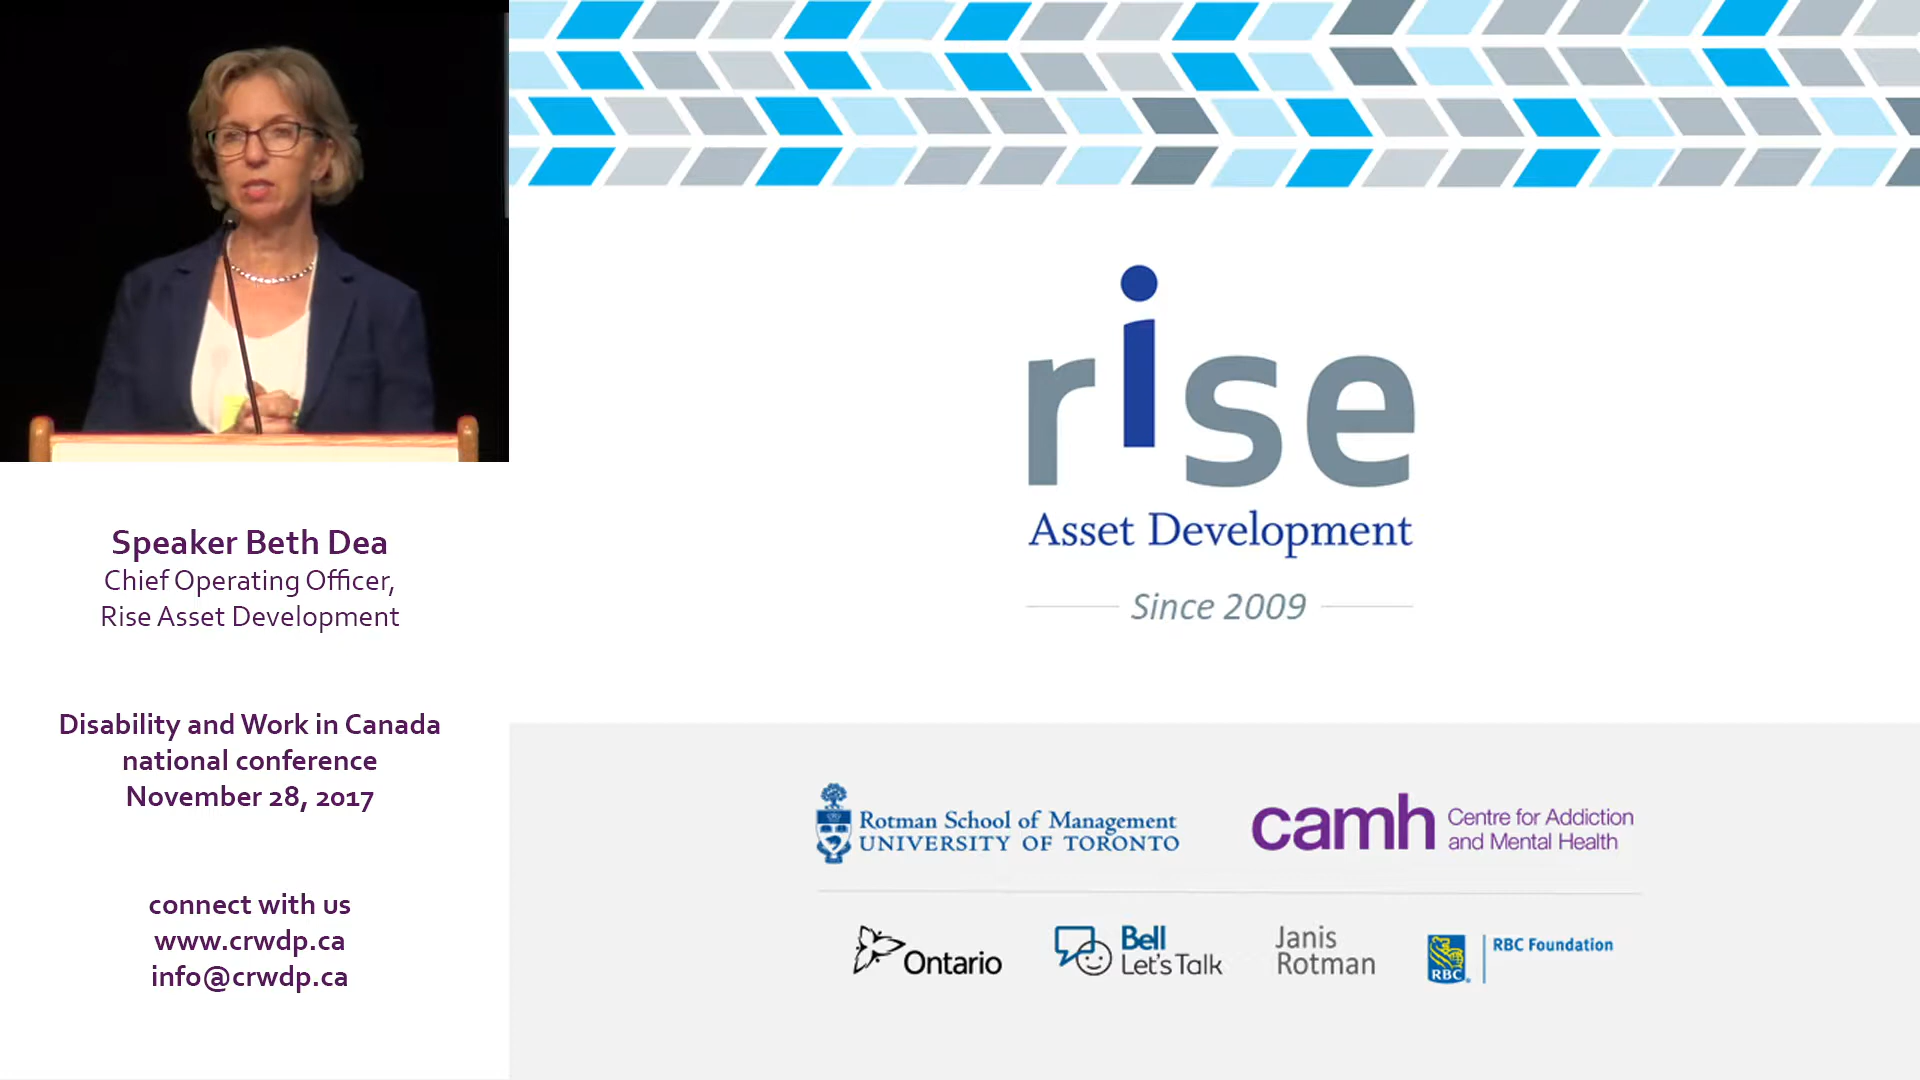 Speaker Beth Dea
Chief Operating Officer,
Rise Asset Development
Disability and Work in Canada
national conference
November 28, 2017
connect with us
www.crwdp.ca
info@crwdp.ca
rise
Asset Development
Since 2009
Rotman School of Management
UNIVERSITY OF TORONTO
camh
Centre for Addiction
and Mental Health
Ontario
Bell
Let's Talk
Janis
Rotman
RBC
RBC Foundation